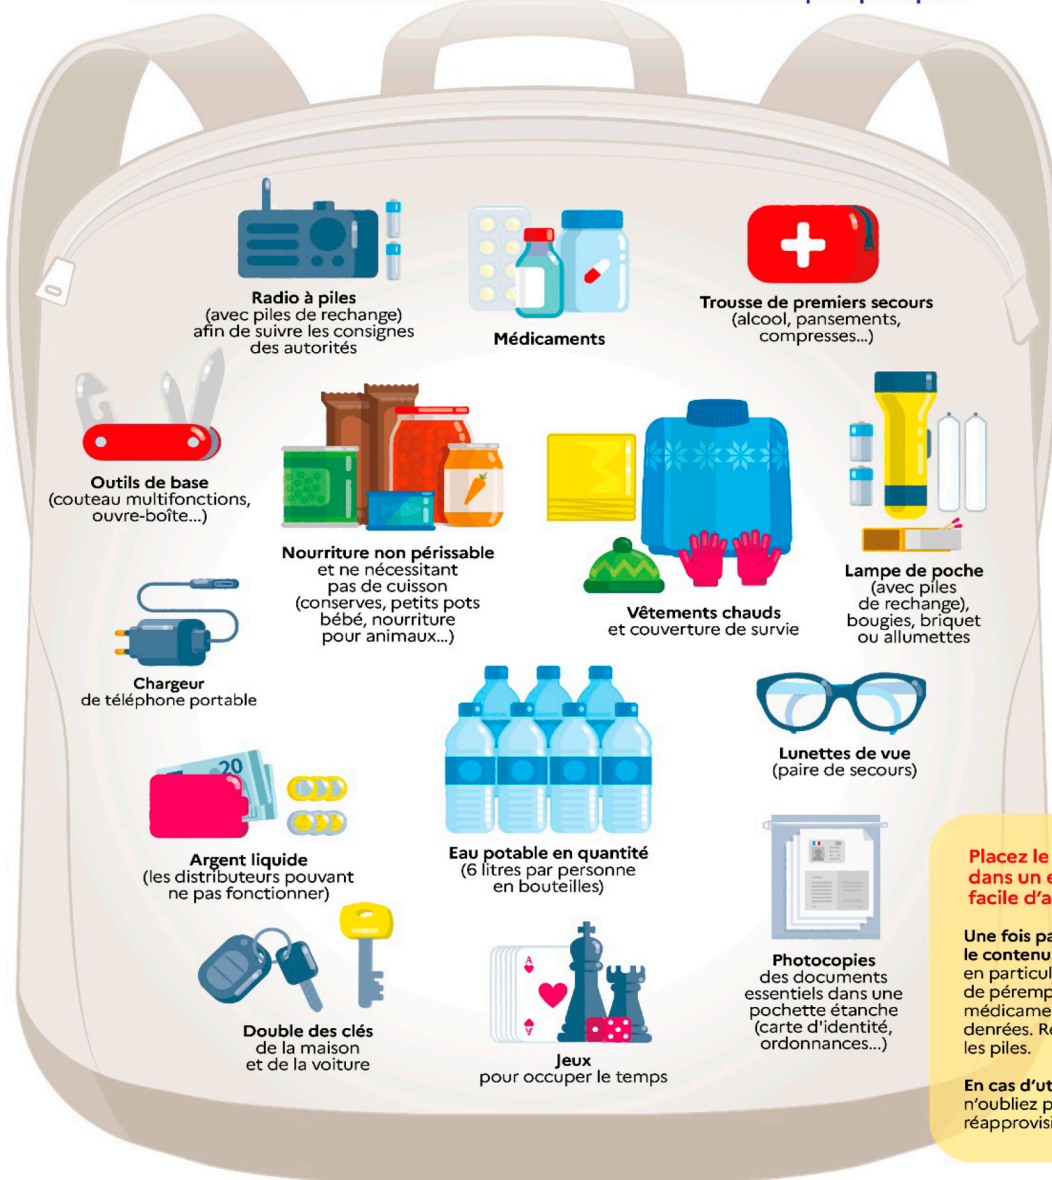 Radio à piles
(avec piles de rechange)
afin de suivre les consignes
des autorités
Médicaments
Trousse de premiers secours
(alcool, pansements,
compresses...)
Outils de base
(couteau multifonctions,
ouvre-boîte...)
Nourriture non périssable
et ne nécessitant
pas de cuisson
(conserves, petits pots
bébé, nourriture
pour animaux...)
Vêtements chauds
et couverture de survie
Lampe de poche
(avec piles
de rechange),
bougies, briquet
ou allumettes
Chargeur
de téléphone portable
Lunettes de vue
(paire de secours)
20
Argent liquide
(les distributeurs pouvant
ne pas fonctionner)
Eau potable en quantité
(6 litres par personne
en bouteilles)
Photocopies
des documents
essentiels dans une
pochette étanche
(carte d'identité,
ordonnances...)
Double des clés
de la maison
et de la voiture
A
A
Jeux
pour occuper le temps
Placez le
dans un
facile
Une fois
le contenu
en
de
denrées.
les piles.
En cas
n'oubliez